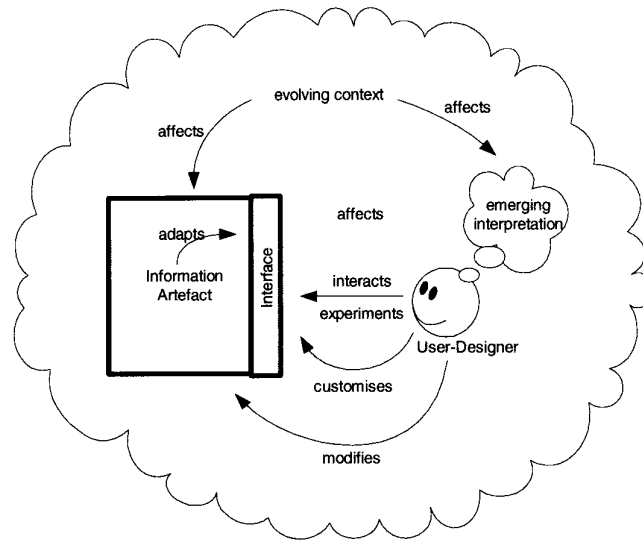 evolving context
affects
affects
emerging
interpretation
affects
adapts
Information
Artefact
Interface
interacts
experiments
User-Designer
customises
modifies